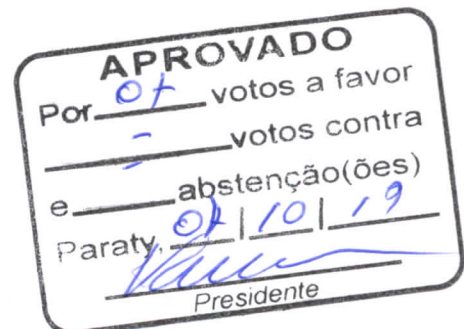 APROVADO
Por 07 votos a favor
- votos contra
e - abstenção(ões)
Paraty, 07 | 10 | 19
Presidente